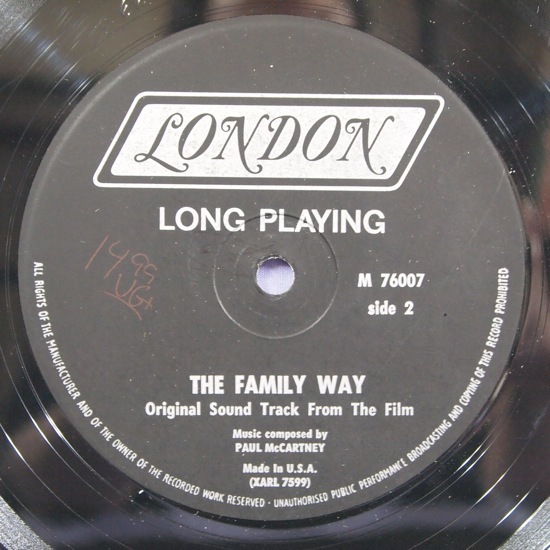 LONDON
LONG PLAYING
1499
VG+
M 76007
side 2
THE FAMILY WAY
Original Sound Track From The Film
Music composed by
PAUL McCARTNEY
Made in U.S.A.
(XARL 7599)
ALL RIGHTS OF THE MANUFACTURER AND OF THE OWNER OF THE RECORDED WORK RESERVED - UNAUTHORISED PUBLIC PERFORMANCE BROADCASTING AND COPYING OF THIS RECORD PROHIBITED